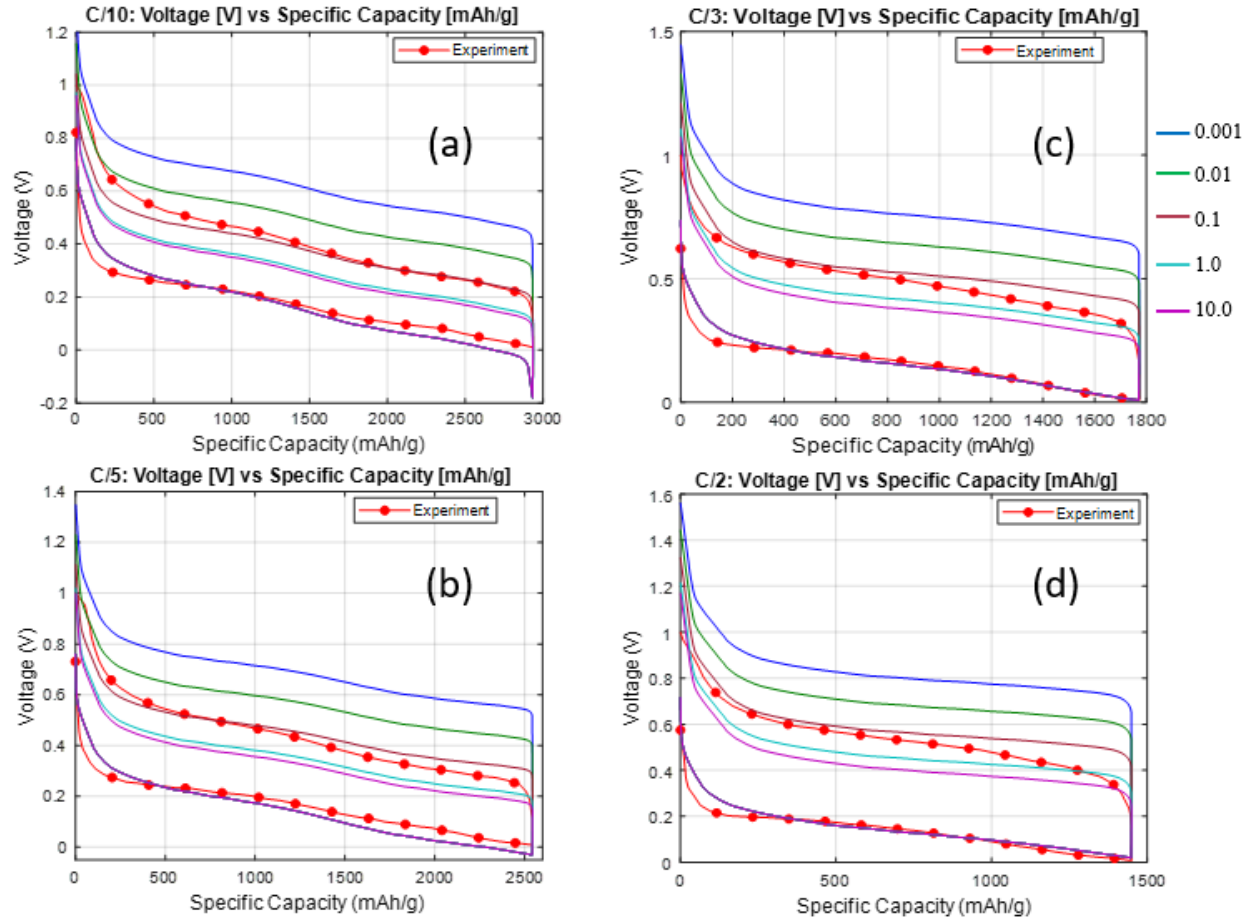 C/10: Voltage [V] vs Specific Capacity [mAh/g]
1.2
1
0.8
0.6
0.4
0.2
0
-0.2
Voltage (V)
Experiment
(a)
0 500 1000 1500 2000 2500 3000
Specific Capacity (mAh/g)
C/3: Voltage [V] vs Specific Capacity [mAh/g]
1.5
1
0.5
0
Voltage (V)
Experiment
(c)
0 200 400 600 800 1000 1200 1400 1600 1800
Specific Capacity (mAh/g)
0.001
0.01
0.1
1.0
10.0
C/5: Voltage [V] vs Specific Capacity [mAh/g]
1.4
1.2
1
0.8
0.6
0.4
0.2
0
Voltage (V)
Experiment
(b)
0 500 1000 1500 2000 2500
Specific Capacity (mAh/g)
C/2: Voltage [V] vs Specific Capacity [mAh/g]
1.6
1.4
1.2
1
0.8
0.6
0.4
0.2
0
Voltage (V)
Experiment
(d)
0 500 1000 1500
Specific Capacity (mAh/g)